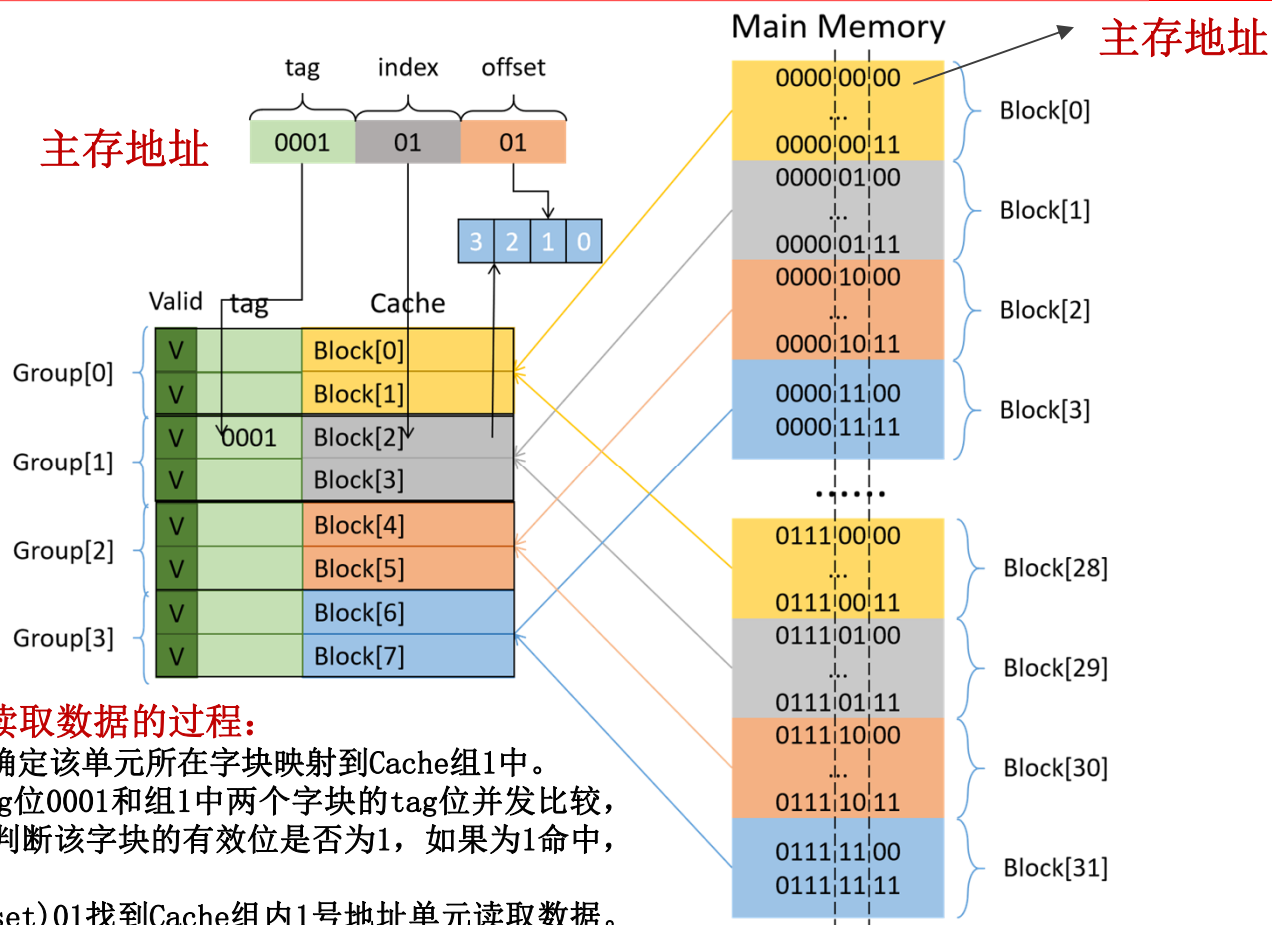 Main Memory
主存地址
tag index offset
主存地址
0001 01 01
3 2 1 0
Valid tag Cache
Group[0]
V Block[0]
V Block[1]
Group[1]
V 0001 Block[2]
V Block[3]
Group[2]
V Block[4]
V Block[5]
Group[3]
V Block[6]
V Block[7]
0000 00 00
...
0000 00 11
Block[0]
0000 01 00
...
0000 01 11
Block[1]
0000 10 00
...
0000 10 11
Block[2]
0000 11 00
0000 11 11
Block[3]
......
0111 00 00
...
0111 00 11
Block[28]
0111 01 00
...
0111 01 11
Block[29]
0111 10 00
...
0111 10 11
Block[30]
0111 11 00
0111 11 11
Block[31]
读取数据的过程：
确定该单元所在字块映射到Cache组1中。
g位0001和组1中两个字块的tag位并发比较，
判断该字块的有效位是否为1，如果为1命中，
set)01找到Cache组内1号地址单元读取数据。